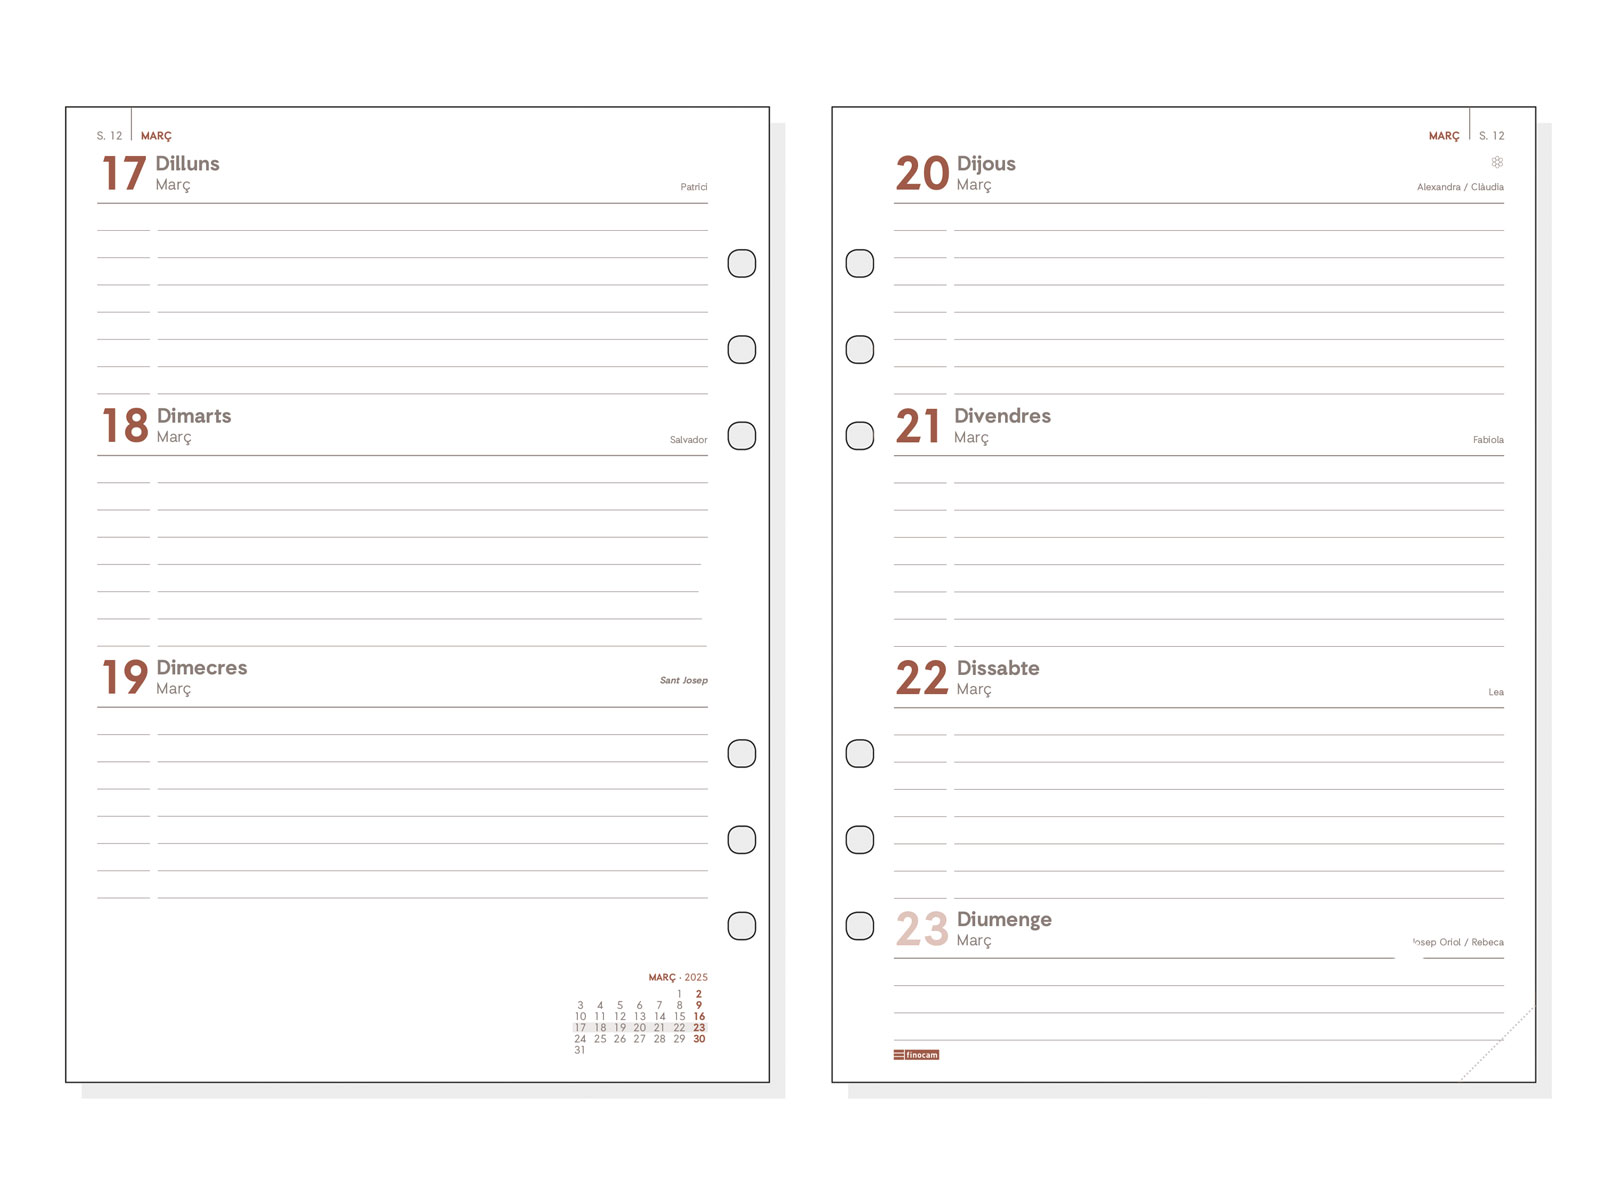 S. 12 MARÇ
17 Dilluns
Març
Patrici
18 Dimarts
Març
Salvador
19 Dimecres
Març
Sant Josep
MARÇ · 2025
1 2
3 4 5 6 7 8 9
10 11 12 13 14 15 16
17 18 19 20 21 22 23
24 25 26 27 28 29 30
31
MARÇ S. 12
20 Dijous
Març
Alexandra / Clàudia
21 Divendres
Març
Fabiola
22 Dissabte
Març
Lea
23 Diumenge
Març
Josep Oriol / Rebeca
finocam